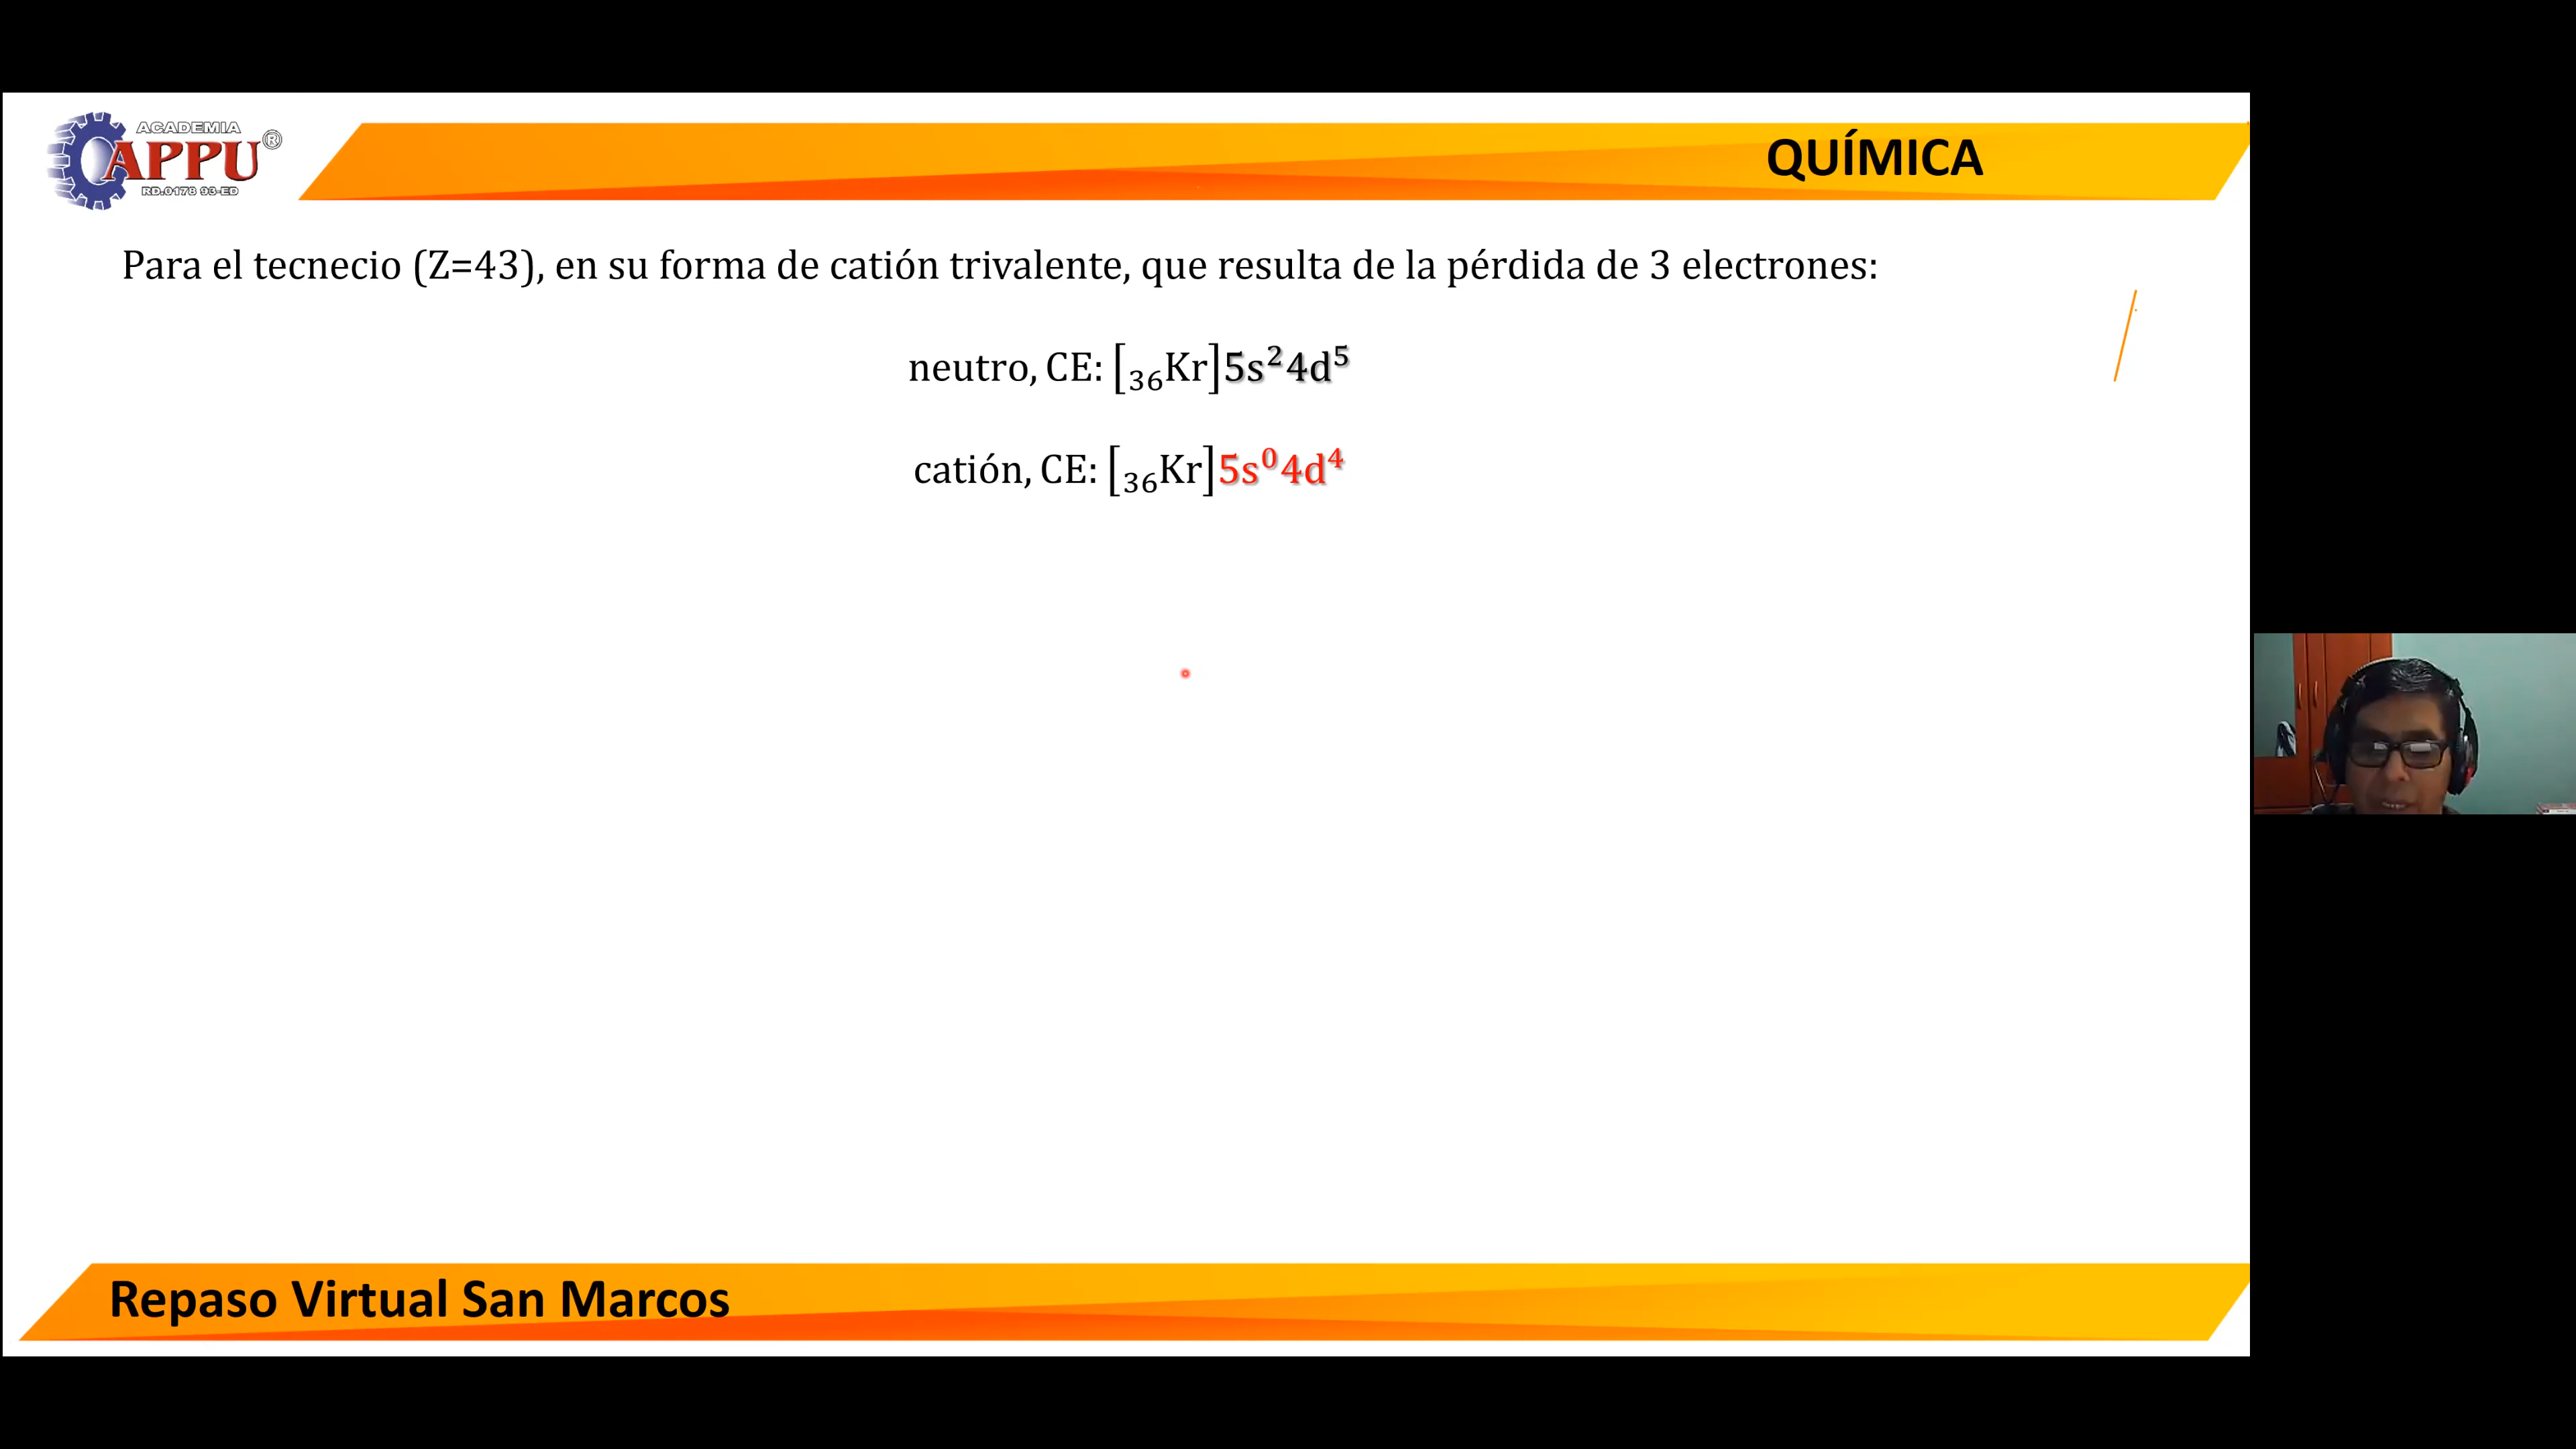 ACADEMIA
APPU®
RD.0178 93-ED
QUÍMICA
Para el tecnecio (Z=43), en su forma de catión trivalente, que resulta de la pérdida de 3 electrones:
neutro, CE: [₃₆Kr]5s²4d⁵
catión, CE: [₃₆Kr]5s⁰4d⁴
Repaso Virtual San Marcos